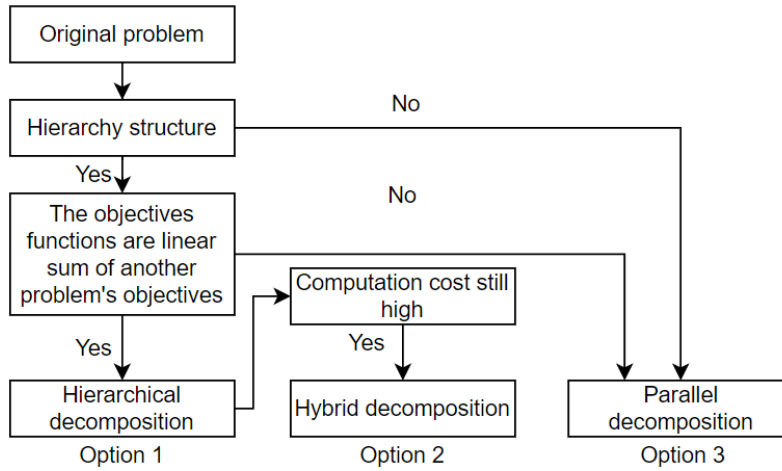 Original problem
No
Hierarchy structure
Yes
No
The objectives
functions are linear
sum of another
problem's objectives
Computation cost still
high
Yes
Yes
Hierarchical
decomposition
Hybrid decomposition
Parallel
decomposition
Option 1
Option 2
Option 3